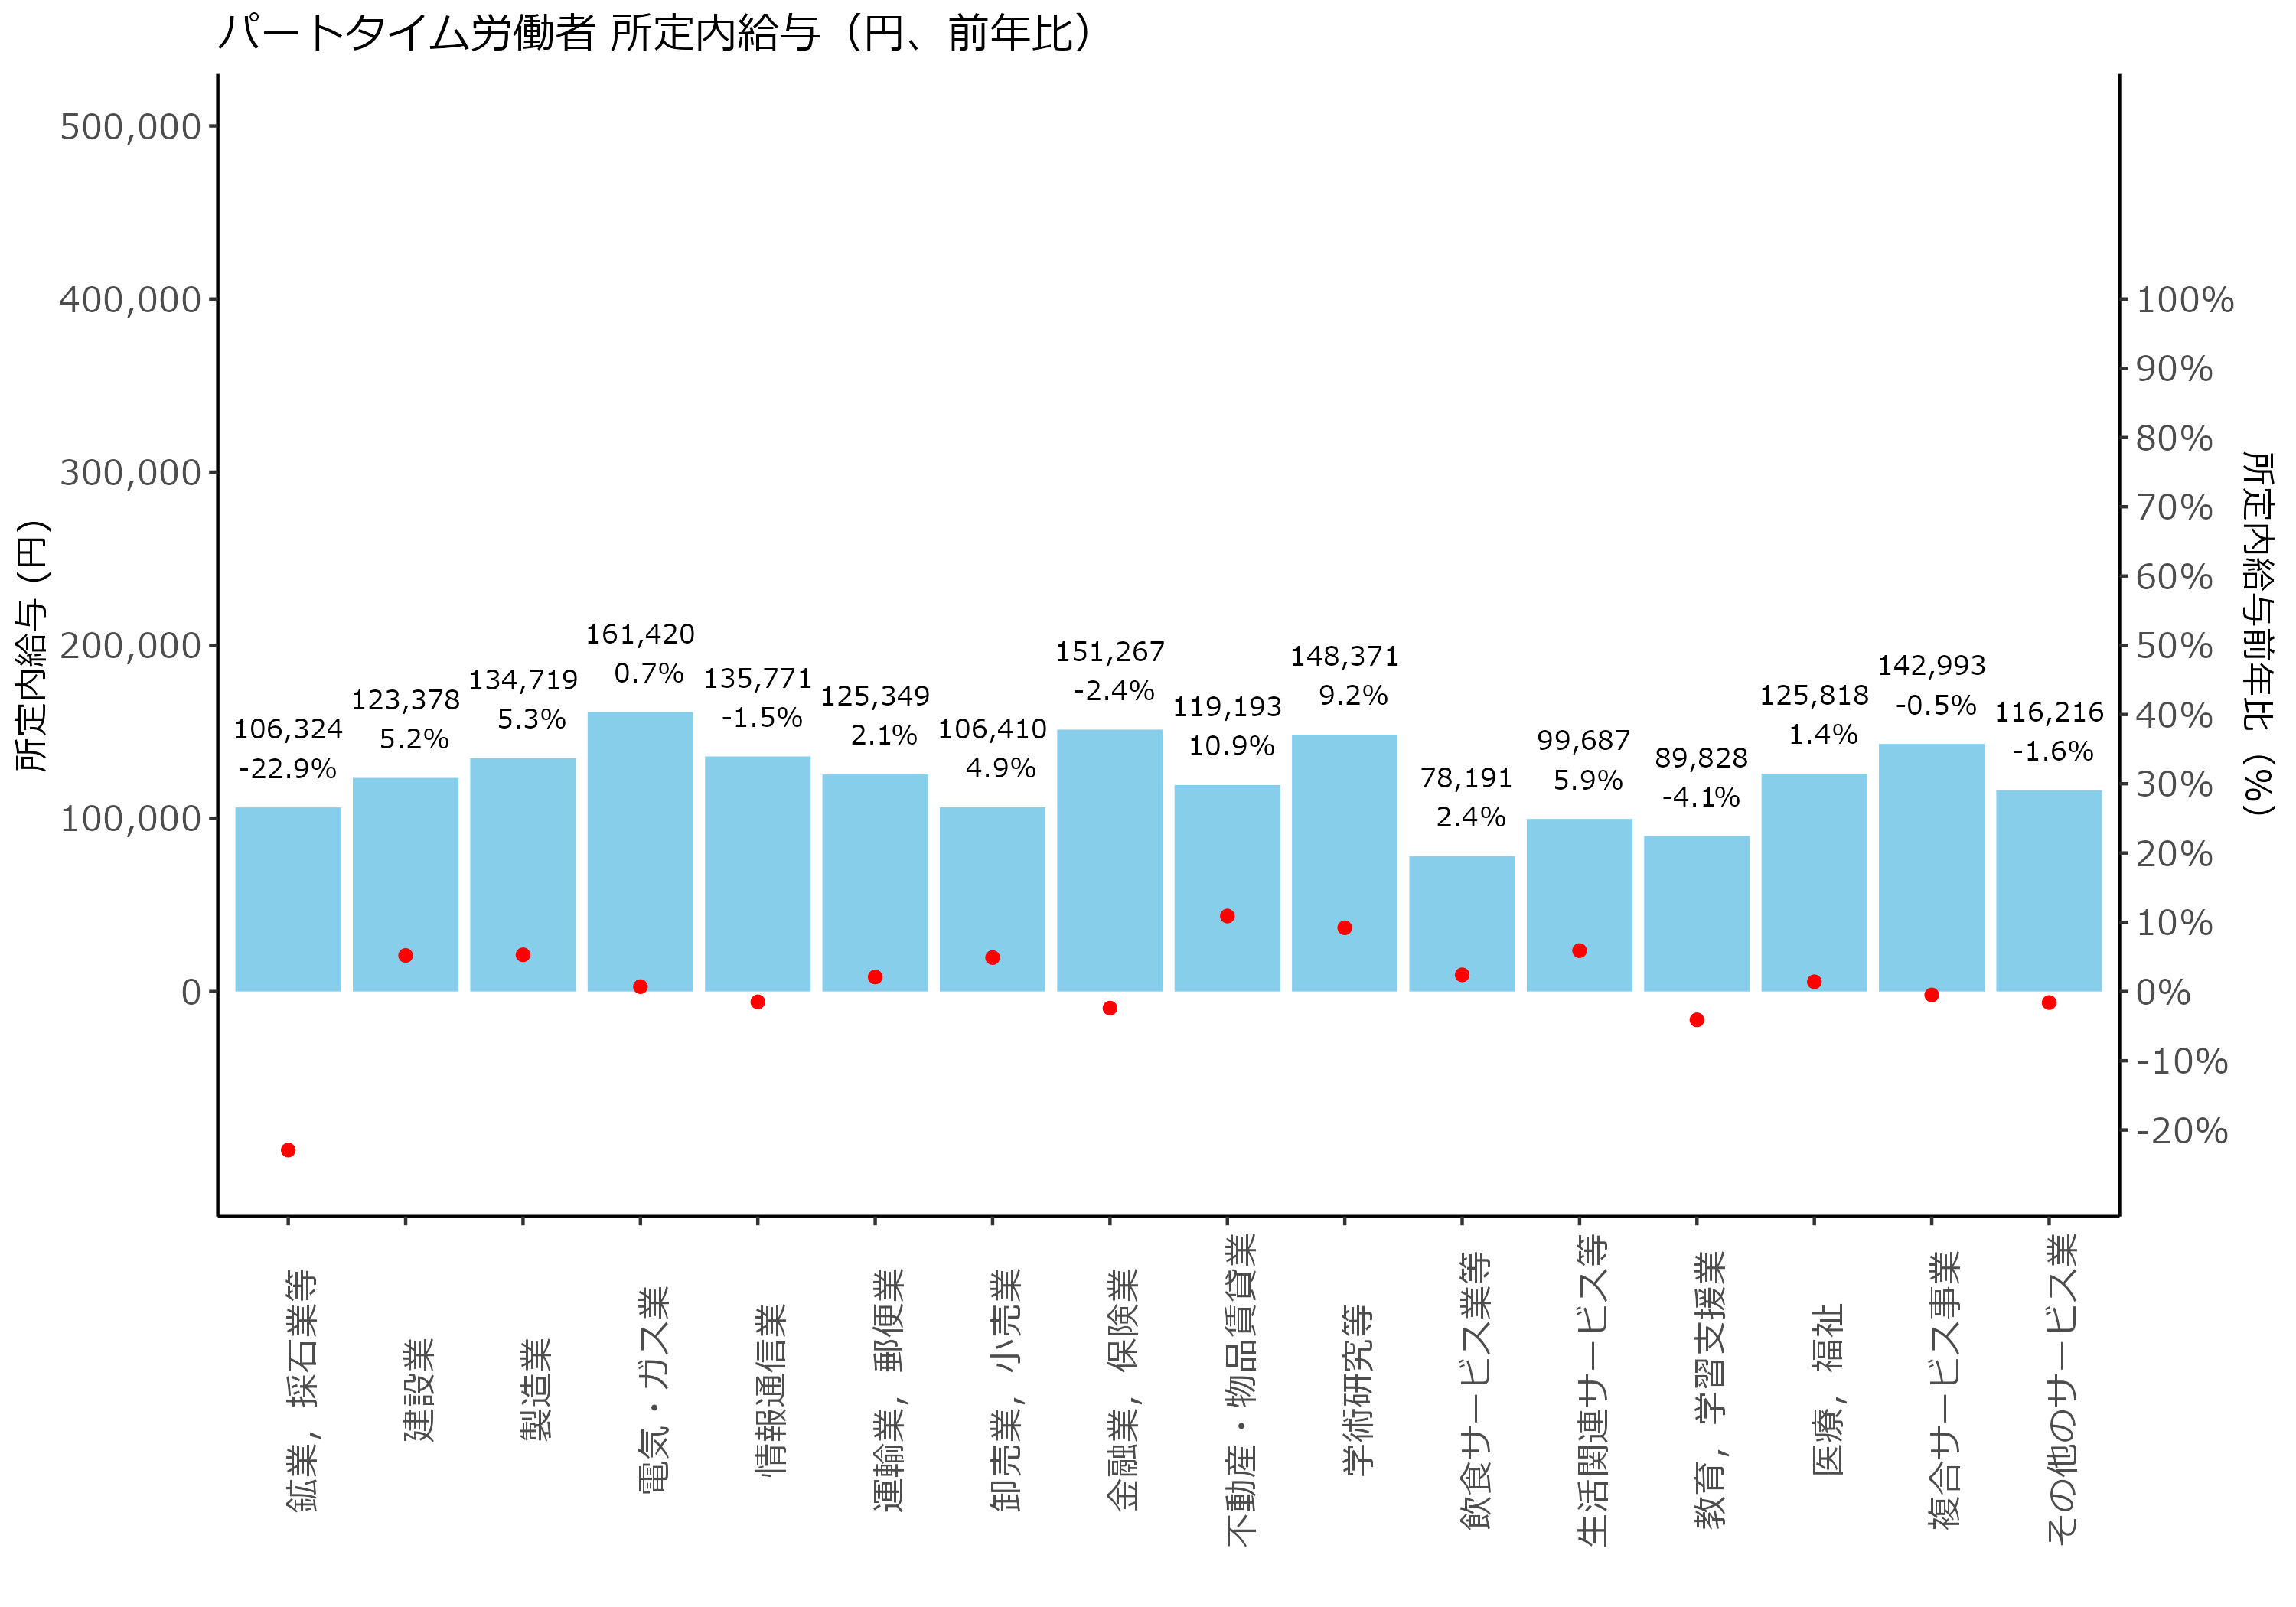 パートタイム労働者 所定内給与（円、前年比）
所定内給与（円）
500,000
400,000
300,000
200,000
100,000
0
106,324
-22.9%
123,378
5.2%
134,719
5.3%
161,420
0.7%
135,771
-1.5%
125,349
2.1%
106,410
4.9%
151,267
-2.4%
119,193
10.9%
148,371
9.2%
78,191
2.4%
99,687
5.9%
89,828
-4.1%
125,818
1.4%
142,993
-0.5%
116,216
-1.6%
100%
90%
80%
70%
60%
50%
40%
30%
20%
10%
0%
-10%
-20%
所定内給与前年比（%）
鉱業，採石業等
建設業
製造業
電気・ガス業
情報通信業
運輸業，郵便業
卸売業，小売業
金融業，保険業
不動産・物品賃貸業
学術研究等
飲食サービス業等
生活関連サービス等
教育，学習支援業
医療，福祉
複合サービス事業
その他のサービス業